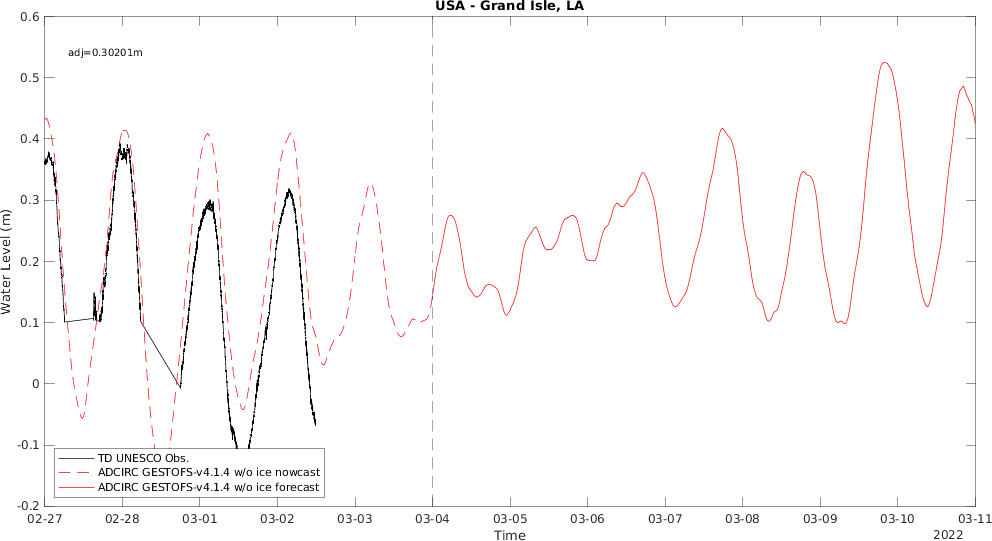 USA - Grand Isle, LA
adj=0.30201m
0.6
0.5
0.4
0.3
0.2
0.1
0
-0.1
-0.2
Water Level (m)
TD UNESCO Obs.
ADCIRC GESTOFS-v4.1.4 w/o ice nowcast
ADCIRC GESTOFS-v4.1.4 w/o ice forecast
02-27 02-28 03-01 03-02 03-03 03-04 03-05 03-06 03-07 03-08 03-09 03-10 03-11
Time
2022